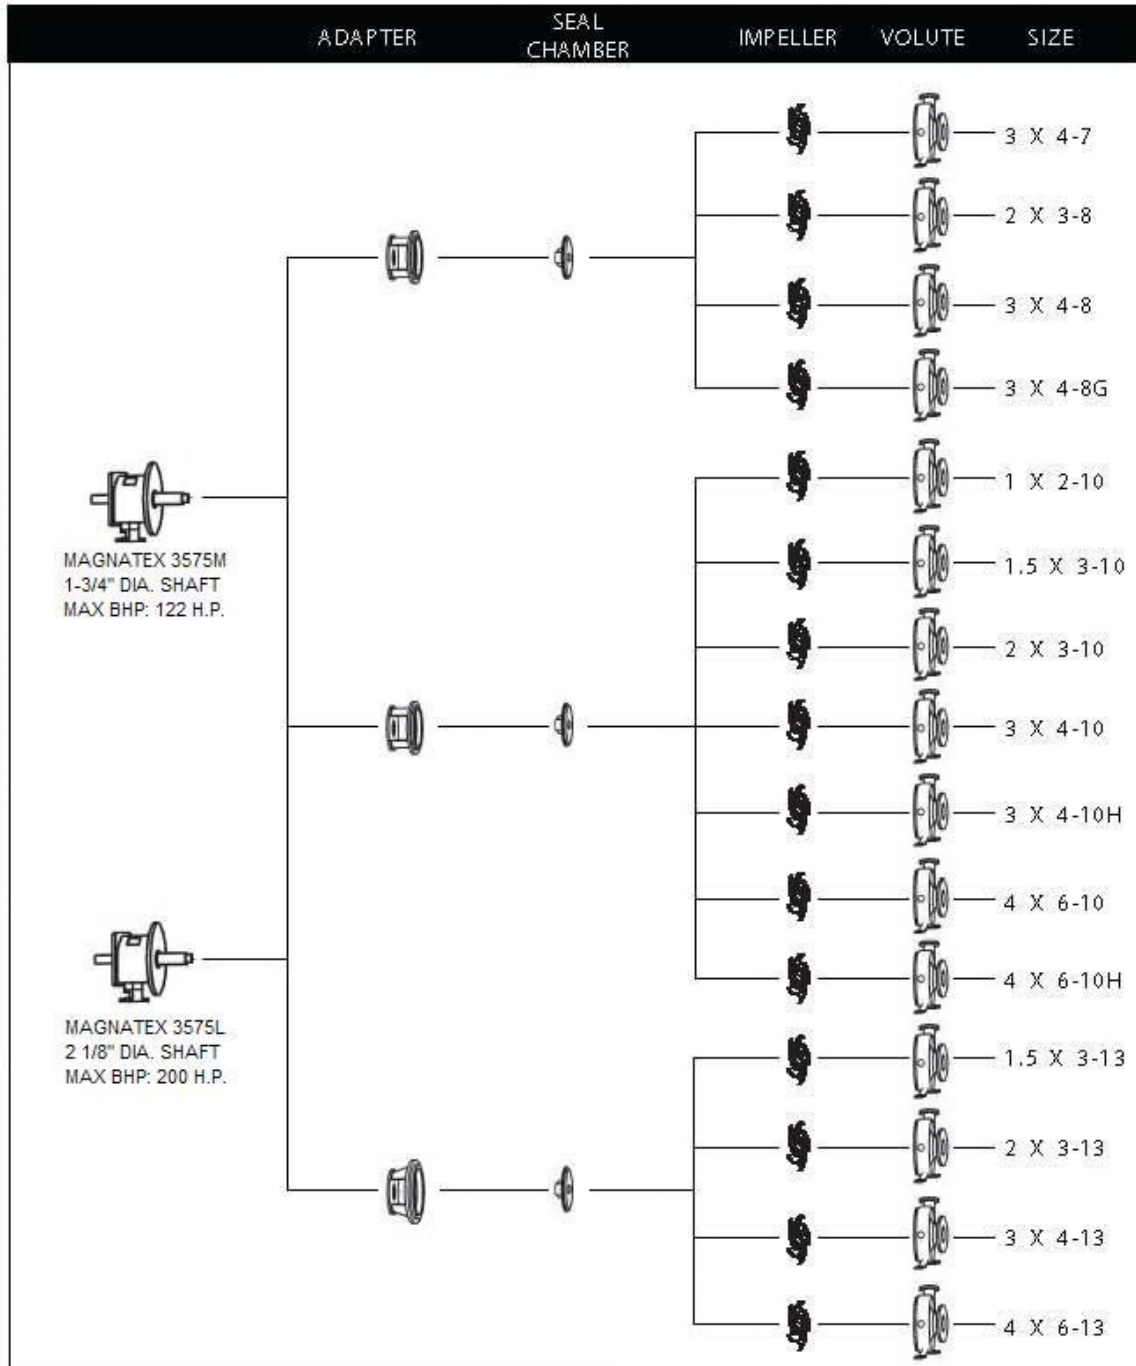 ADAPTER
SEAL
CHAMBER
IMPELLER
VOLUTE
SIZE
3 X 4-7
2 X 3-8
3 X 4-8
3 X 4-8G
1 X 2-10
1.5 X 3-10
2 X 3-10
3 X 4-10
3 X 4-10H
4 X 6-10
4 X 6-10H
1.5 X 3-13
2 X 3-13
3 X 4-13
4 X 6-13
MAGNATEX 3575M
1-3/4" DIA. SHAFT
MAX BHP: 122 H.P.
MAGNATEX 3575L
2 1/8" DIA. SHAFT
MAX BHP: 200 H.P.